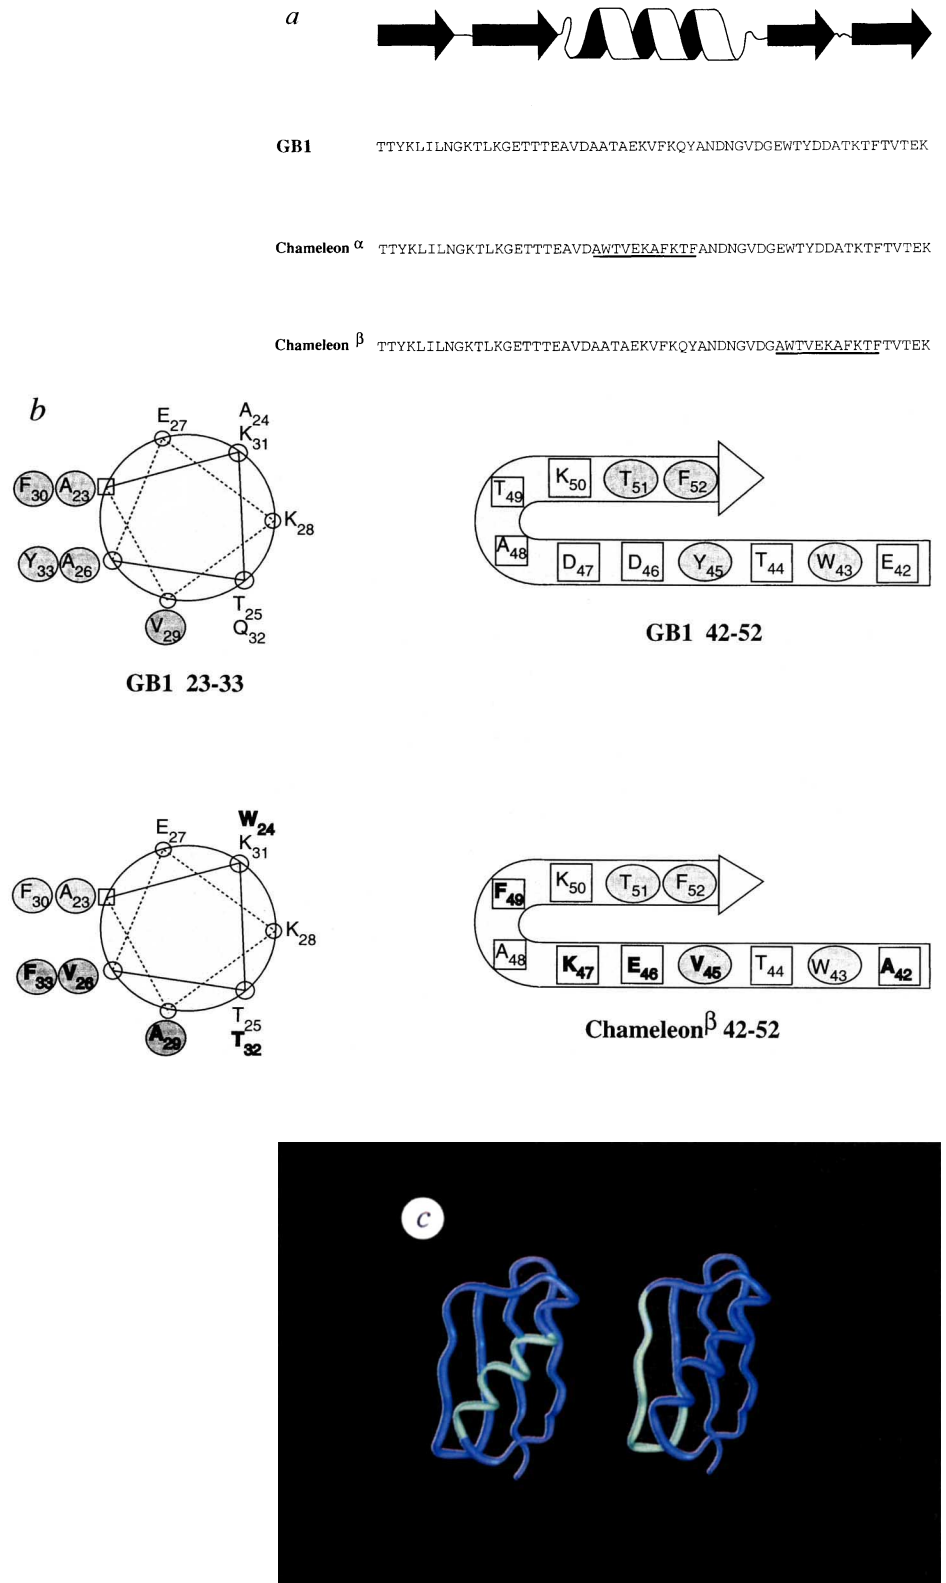 a
GB1 TTYKLILNGKTLKGETTTEAVDAATAEKVFKQYANDNGVDGEWTYDDATKTFTVTEK
Chameleon α TTYKLILNGKTLKGETTTEAVDAWTVEKAFKTFANDNGVDGEWTYDDATKTFTVTEK
Chameleon β TTYKLILNGKTLKGETTTEAVDAATAEKVFKQYANDNGVDGAWTVEKAFKTFTVTEK
b
E27
A24
K31
F30 A23
K28
Y33 A26
T25
Q32
V29
GB1 23-33
T49 K50 T51 F52
A48 D47 D46 Y45 T44 W43 E42
GB1 42-52
E27
W24
K31
F30 A23
K28
F33 V26
T25
T32
A29
F49 K50 T51 F52
A48 K47 E46 V45 T44 W43 A42
Chameleonβ 42-52
c